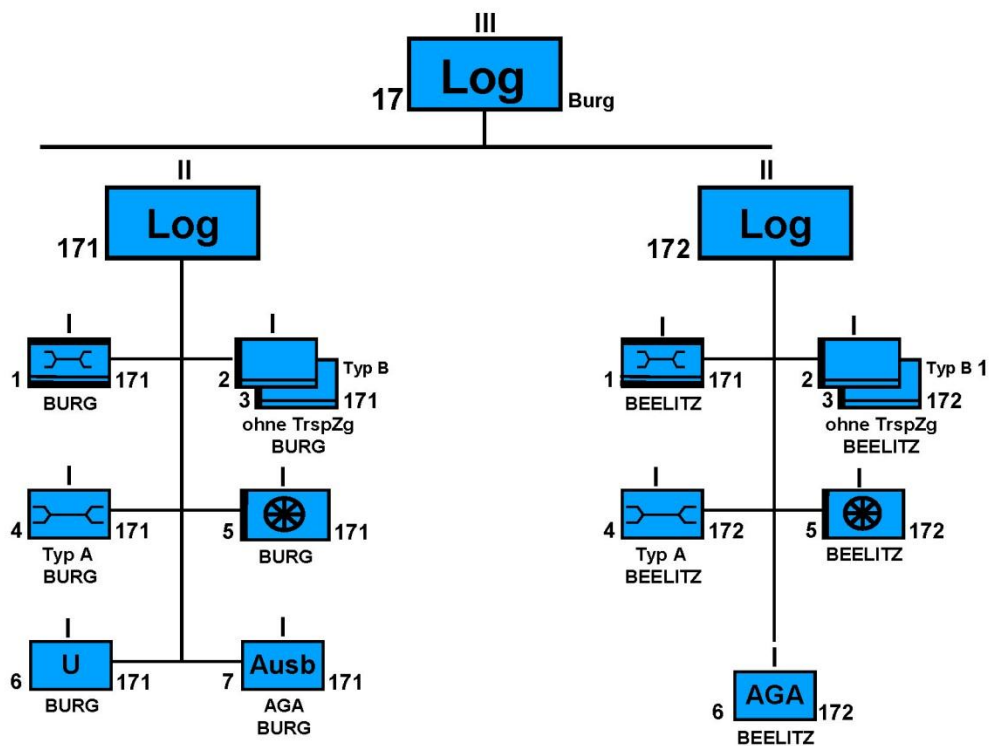 III
Log
17 Burg
II
Log
171
II
Log
172
I
1 171
BURG
I
2 Typ B
3 171
ohne TrspZg
BURG
I
1 171
BEELITZ
I
2 Typ B 1
3 172
ohne TrspZg
BEELITZ
I
4 171
Typ A
BURG
I
5 171
BURG
I
4 172
Typ A
BEELITZ
I
5 172
BEELITZ
I
U
6 171
BURG
I
Ausb
7 171
AGA
BURG
I
AGA
6 172
BEELITZ